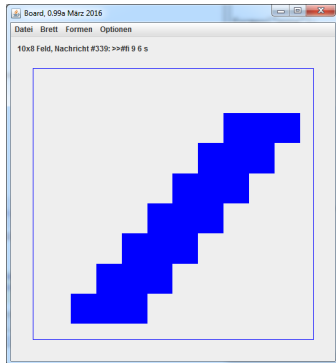 Board, 0.99a März 2016
Datei Brett Formen Optionen
10x8 Feld, Nachricht #339: >>#fi 9 6 s